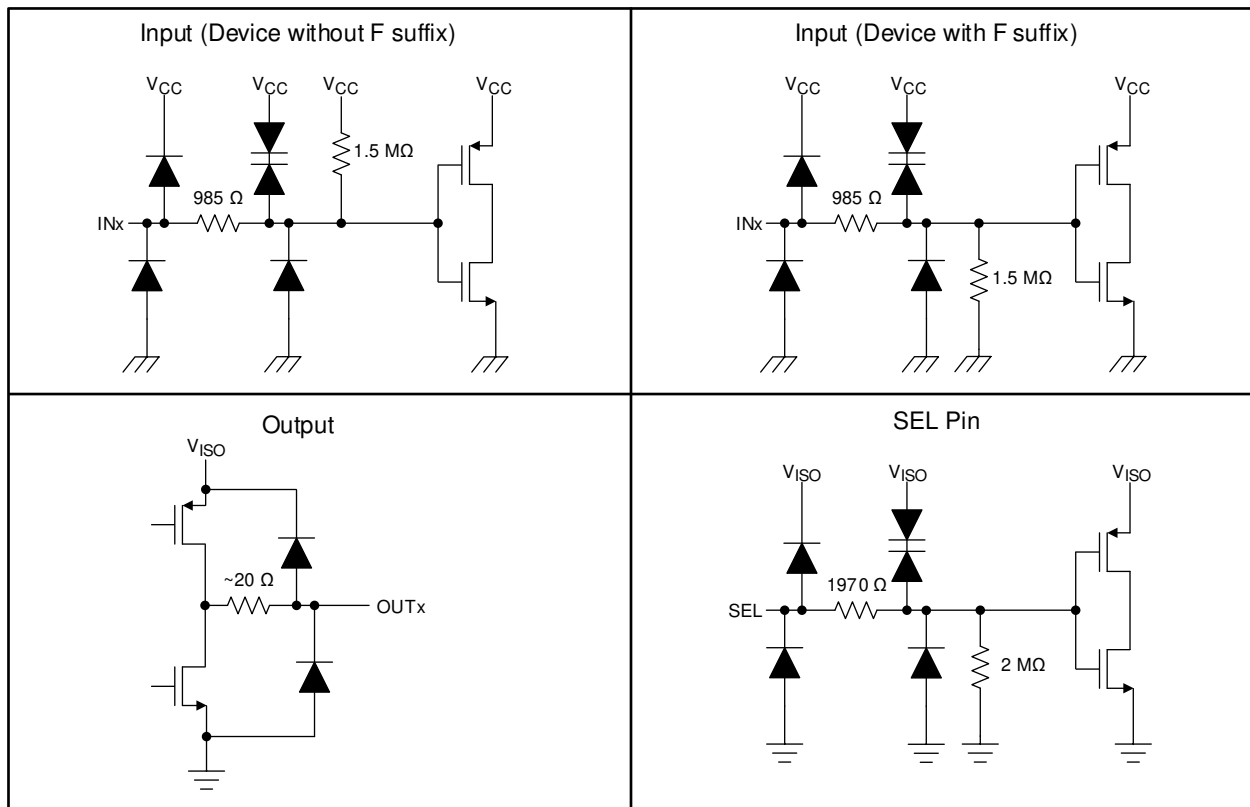 Input (Device without F suffix)
VCC VCC VCC VCC
1.5 MΩ
985 Ω
INx
Input (Device with F suffix)
VCC VCC VCC
985 Ω
INx
1.5 MΩ
Output
VISO
~20 Ω
OUTx
SEL Pin
VISO VISO VISO
1970 Ω
SEL
2 MΩ